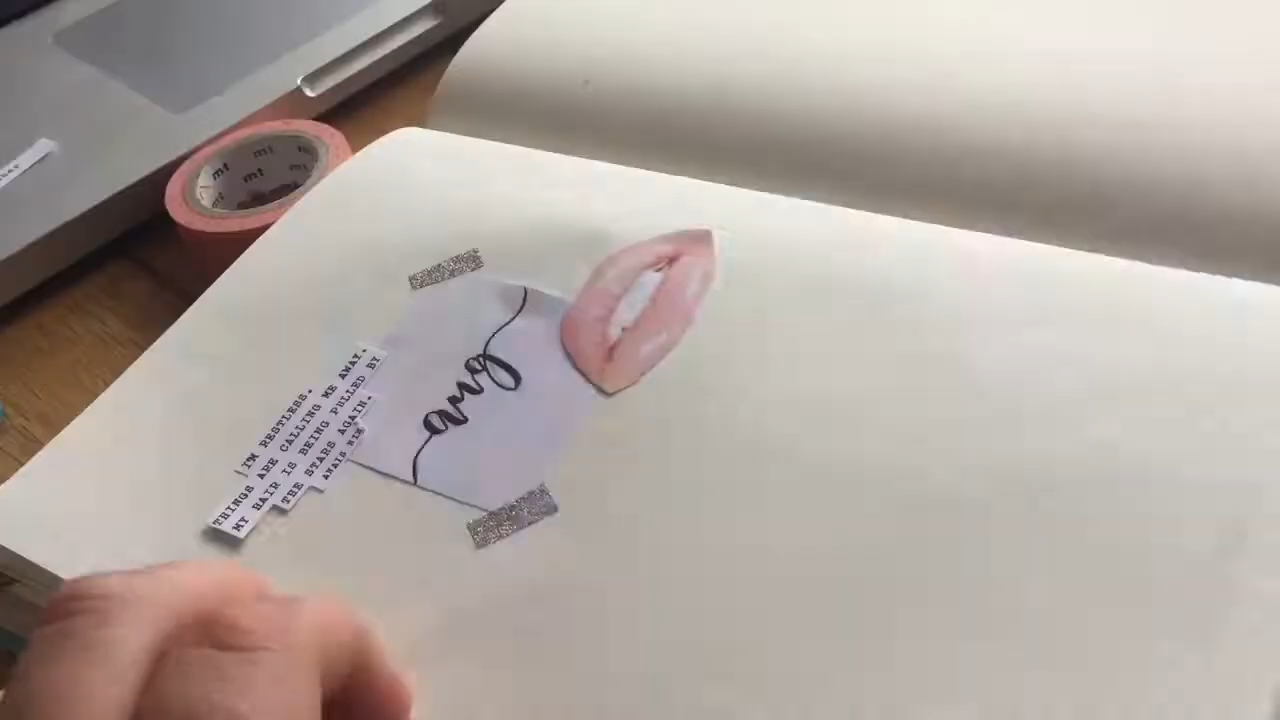 mt
mt
mt
mt
I'M RESTLESS.
THINGS ARE CALLING ME AWAY.
MY HAIR IS BEING PULLED BY
THE STARS AGAIN.
ANAIS NIN